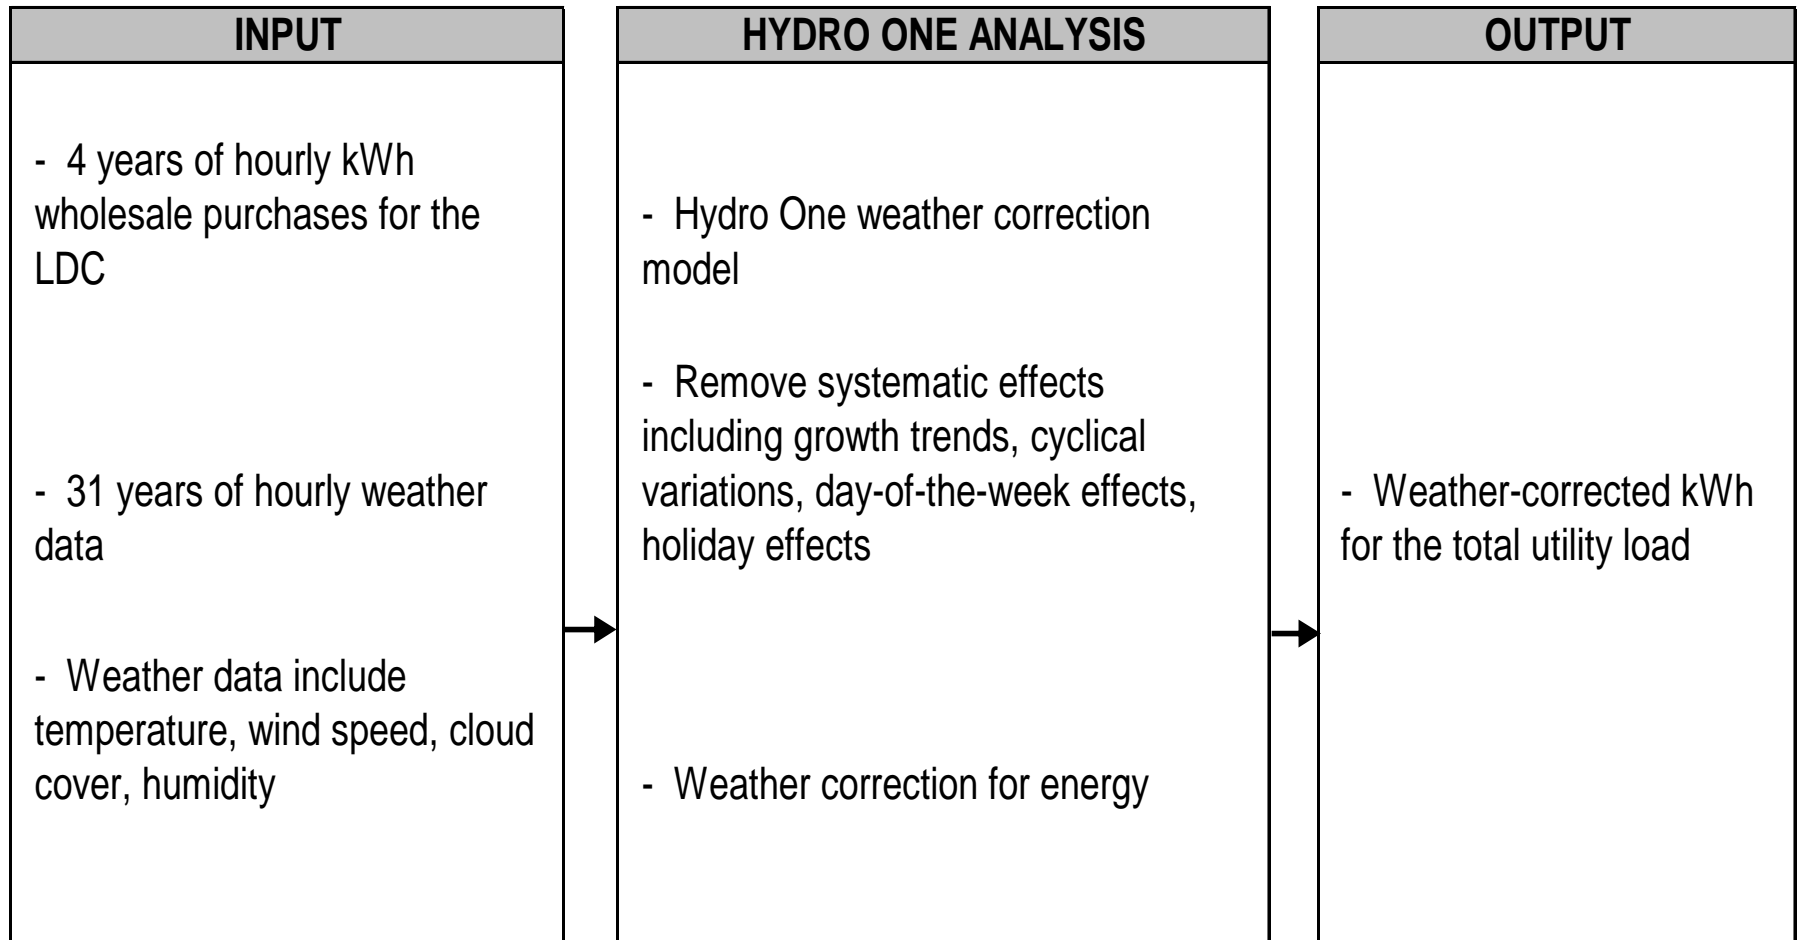 INPUT
- 4 years of hourly kWh
wholesale purchases for the
LDC
- 31 years of hourly weather
data
- Weather data include
temperature, wind speed, cloud
cover, humidity
HYDRO ONE ANALYSIS
- Hydro One weather correction
model
- Remove systematic effects
including growth trends, cyclical
variations, day-of-the-week effects,
holiday effects
- Weather correction for energy
OUTPUT
- Weather-corrected kWh
for the total utility load